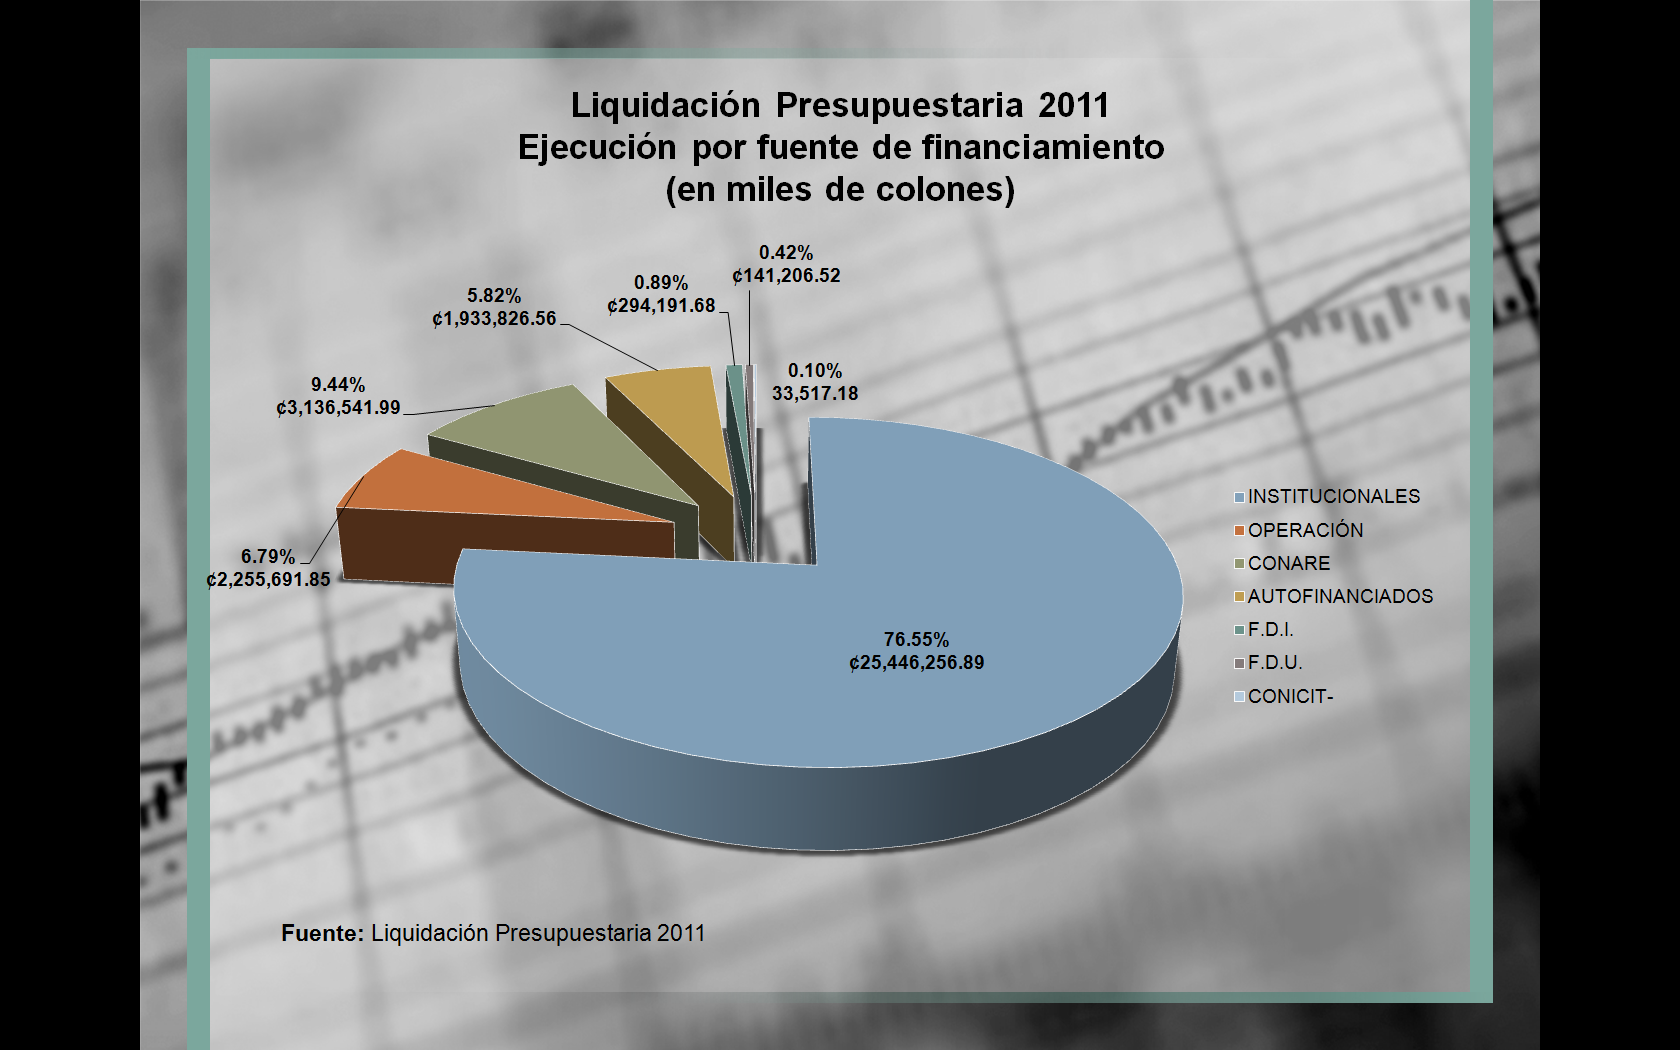 Liquidación Presupuestaria 2011
Ejecución por fuente de financiamiento
(en miles de colones)
0.42%
₡141,206.52
0.89%
₡294,191.68
5.82%
₡1,933,826.56
9.44%
₡3,136,541.99
0.10%
33,517.18
6.79%
₡2,255,691.85
76.55%
₡25,446,256.89
INSTITUCIONALES
OPERACIÓN
CONARE
AUTOFINANCIADOS
F.D.I.
F.D.U.
CONICIT-
Fuente: Liquidación Presupuestaria 2011